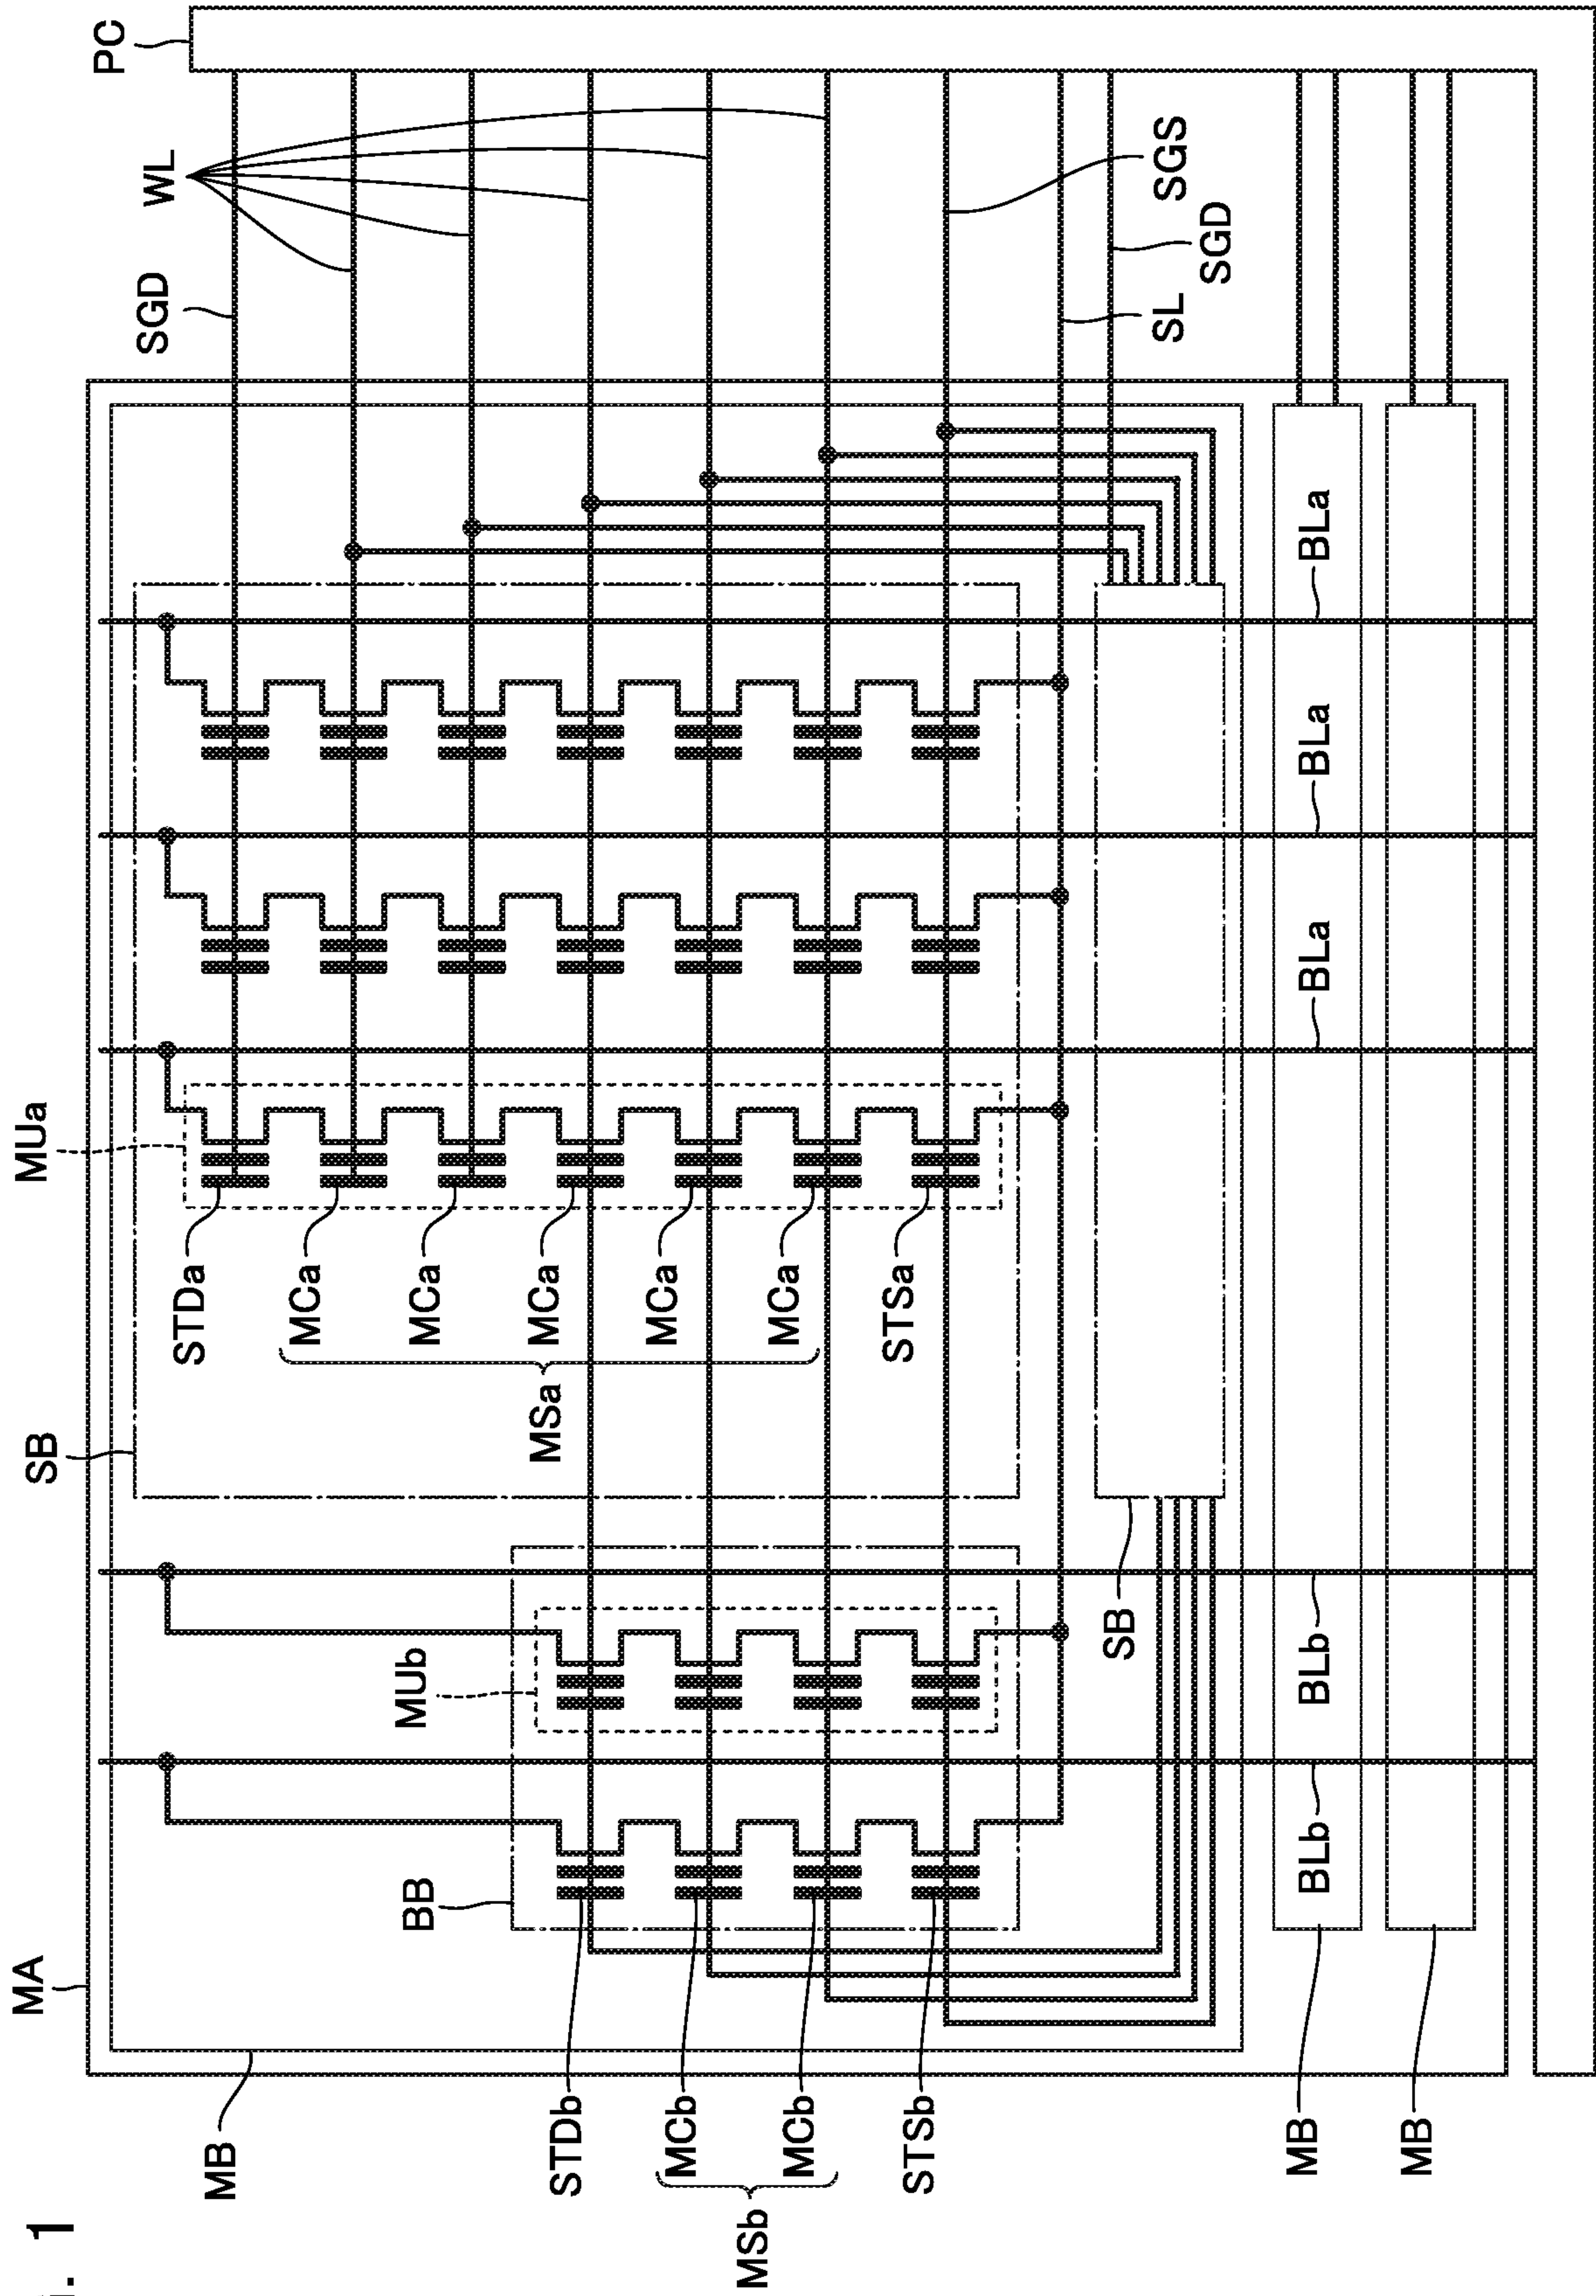 PC
WL
SGD
SGS
SGD
SL
BLa
BLa
BLa
MUa
STDa
MCa
MCa
MCa
MCa
MCa
STSa
MSa
SB
SB
MUb
BLb
BLb
BB
MA
MB
STDb
MCb
MCb
STSb
MSb
MB
MB
1